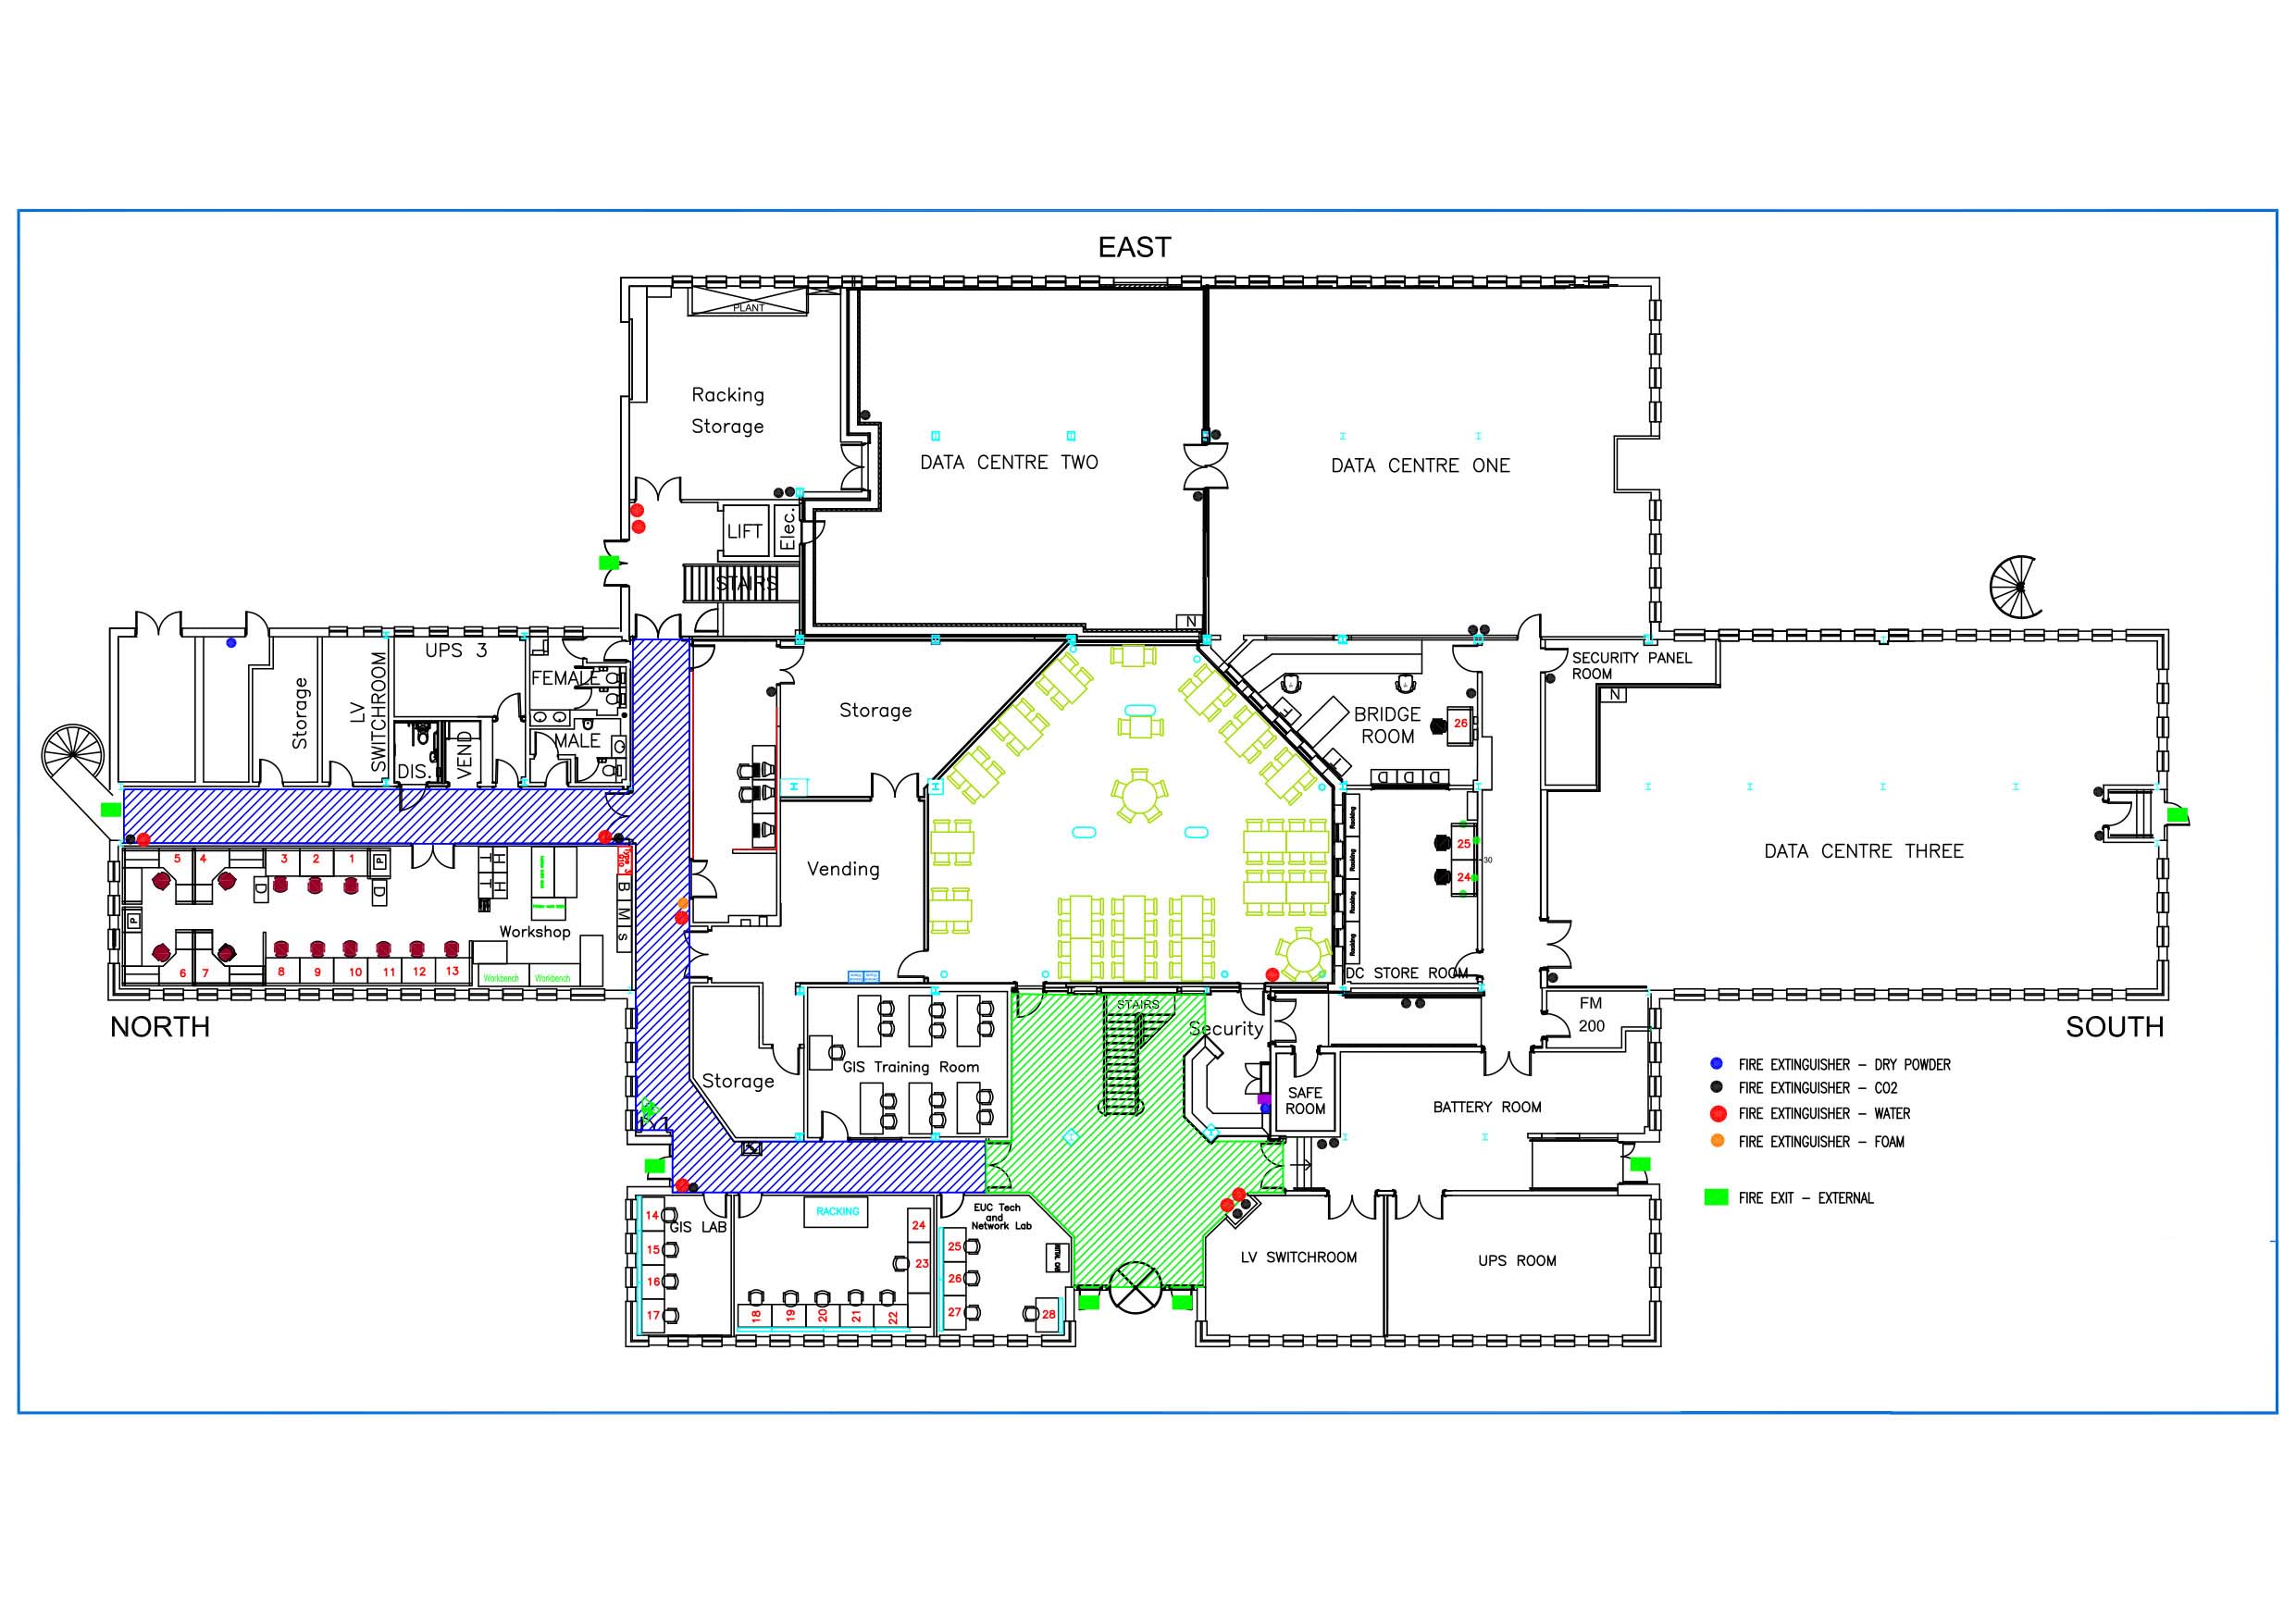 EAST
PLANT
Racking
Storage
DATA CENTRE TWO
DATA CENTRE ONE
LIFT
Elec.
STAIRS
N
UPS 3
FEMALE
MALE
Storage
LV
SWITCHROOM
DIS.
VEND
Storage
BRIDGE
ROOM
26
SECURITY PANEL
ROOM
N
DATA CENTRE THREE
Vending
Racking
Racking
Racking
Racking
25
24
30
DC STORE ROOM
5
4
3
2
1
P
D
D
P
H
H
T
T
B
M
S
Workshop
6
7
8
9
10
11
12
13
Workbench
Workbench
NORTH
SOUTH
STAIRS
Security
FM
200
GIS Training Room
Storage
SAFE
ROOM
BATTERY ROOM
FIRE EXTINGUISHER - DRY POWDER
FIRE EXTINGUISHER - CO2
FIRE EXTINGUISHER - WATER
FIRE EXTINGUISHER - FOAM
FIRE EXIT - EXTERNAL
14
GIS LAB
15
16
17
RACKING
24
23
18
19
20
21
22
EUC Tech
and
Network Lab
25
26
27
28
LV SWITCHROOM
UPS ROOM